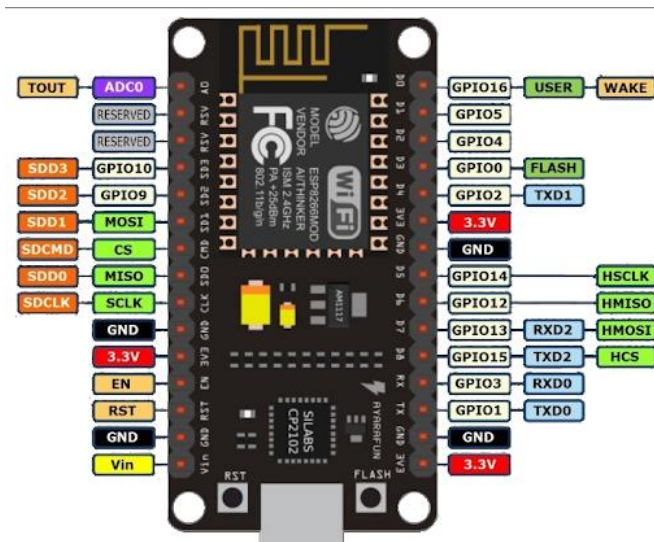 TOUT ADC0 A0 D0 GPIO16 USER WAKE
RESERVED RSV D1 GPIO5
RESERVED RSV D2 GPIO4
SDD3 GPIO10 SD3 D3 GPIO0 FLASH
SDD2 GPIO9 SD2 D4 GPIO2 TXD1
SDD1 MOSI SD1 3V3 3.3V
SDCMD CS CMD GND GND
SDD0 MISO SD0 D5 GPIO14 HSCLK
SDCLK SCLK CLK D6 GPIO12 HMISO
GND GND D7 GPIO13 RXD2 HMOSI
3.3V 3V3 D8 GPIO15 TXD2 HCS
EN EN RX GPIO3 RXD0
RST RST TX GPIO1 TXD0
GND GND GND GND
Vin Vin 3V3 3.3V
MODEL ESP8266MOD
VENDOR AI/THINKER
ISM 2.4GHz
PA +25dBm
802.11b/g/n
FC
Wi Fi
AM1117
SILABS
CP2102
AYARAFUN
RST
FLASH